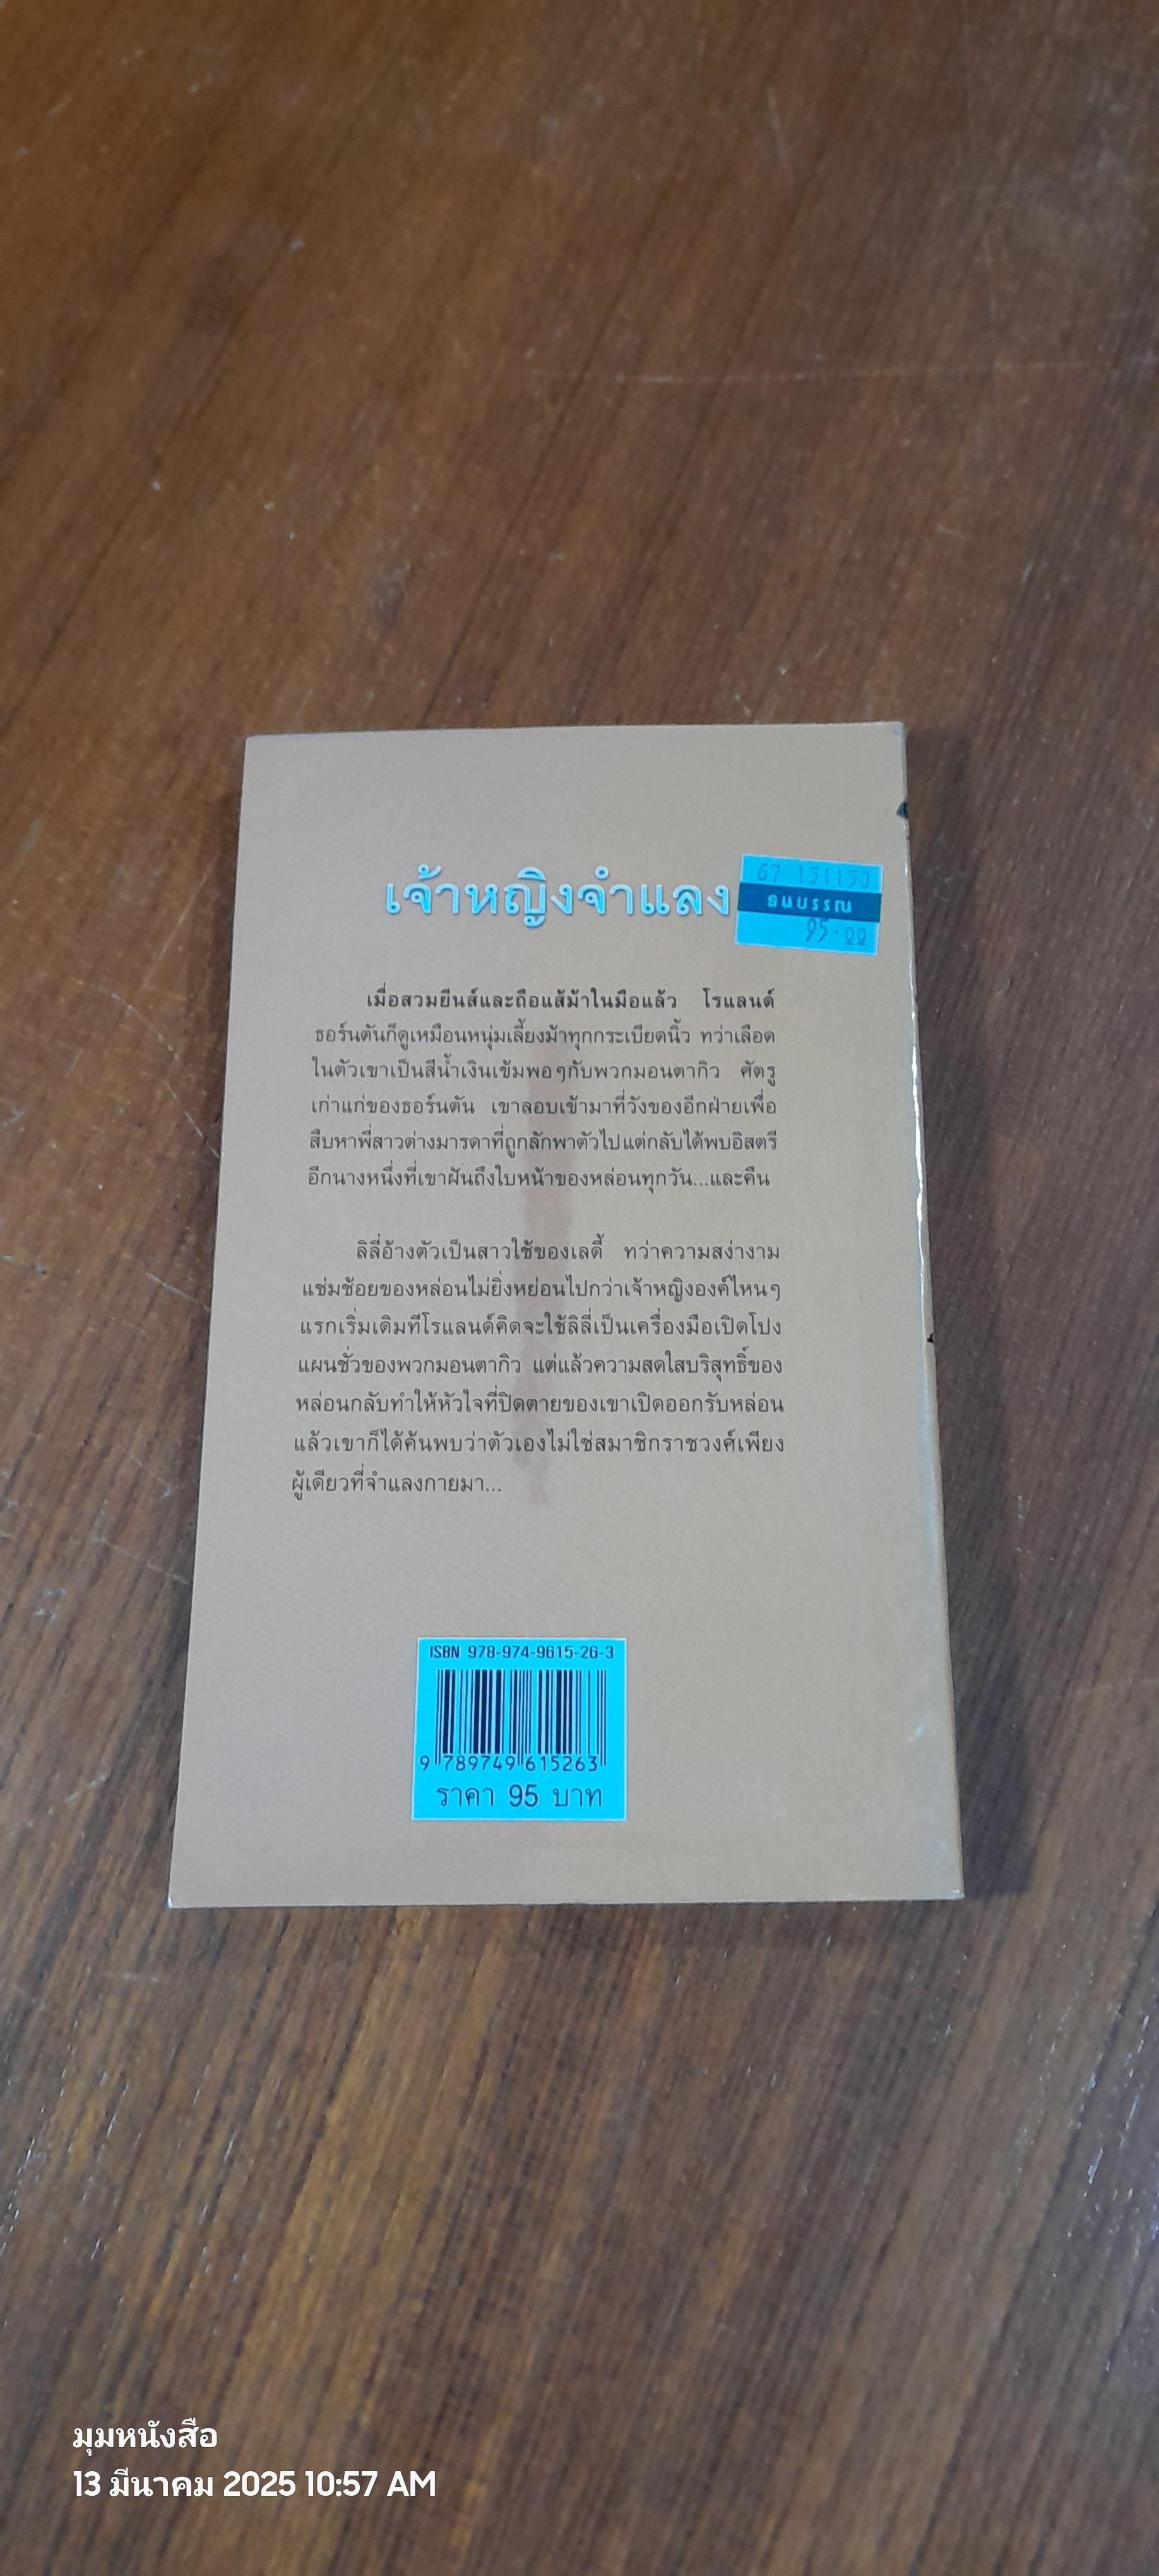 เจ้าหญิงจำแลง
67 151150
ธนบรรณ
95.00
เมื่อสวมยีนส์และถือแส้ม้าในมือแล้ว โรแลนด์
ธอร์นตันก็ดูเหมือนหนุ่มเลี้ยงม้าทุกกระเบียดนิ้ว ทว่าเลือด
ในตัวเขาเป็นสีน้ำเงินเข้มพอๆกับพวกมอนตากิว ศัตรู
เก่าแก่ของธอร์นตัน เขาลอบเข้ามาที่วังของอีกฝ่ายเพื่อ
สืบหาพี่สาวต่างมารดาที่ถูกลักพาตัวไปแต่กลับได้พบอิสตรี
อีกนางหนึ่งที่เขาฝันถึงใบหน้าของหล่อนทุกวัน...และคืน
ลิลี่อ้างตัวเป็นสาวใช้ของเลดี้ ทว่าความสง่างาม
แช่มช้อยของหล่อนไม่ยิ่งหย่อนไปกว่าเจ้าหญิงองค์ไหนๆ
แรกเริ่มเดิมทีโรแลนด์คิดจะใช้ลิลี่เป็นเครื่องมือเปิดโปง
แผนชั่วของพวกมอนตากิว แต่แล้วความสดใสบริสุทธิ์ของ
หล่อนกลับทำให้หัวใจที่ปิดตายของเขาเปิดออกรับหล่อน
แล้วเขาก็ได้ค้นพบว่าตัวเองไม่ใช่สมาชิกราชวงศ์เพียง
ผู้เดียวที่จำแลงกายมา...
ISBN 978-974-9615-26-3
9 789749 615263
ราคา 95 บาท
มุมหนังสือ
13 มีนาคม 2025 10:57 AM